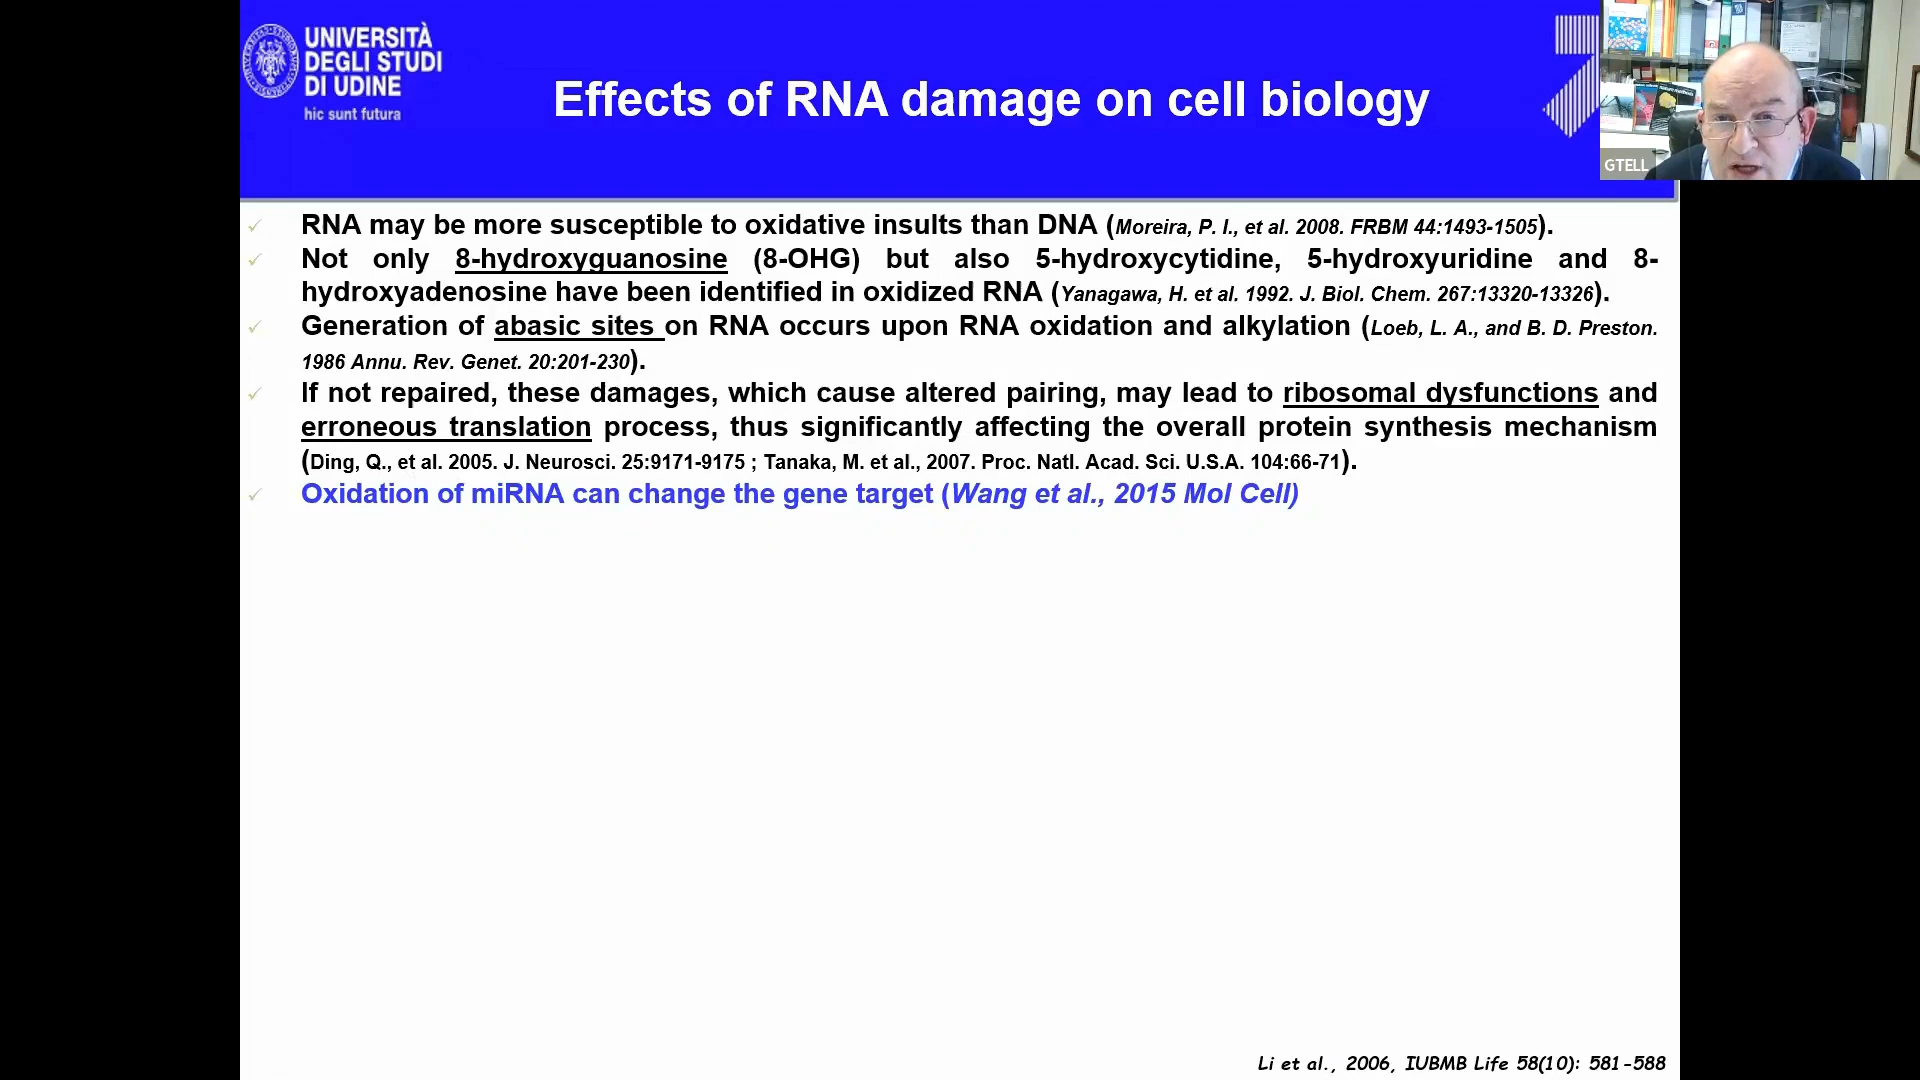 UNIVERSITÀ
DEGLI STUDI
DI UDINE
hic sunt futura
Effects of RNA damage on cell biology
GTELL
RNA may be more susceptible to oxidative insults than DNA (Moreira, P. I., et al. 2008. FRBM 44:1493-1505).
Not only 8-hydroxyguanosine (8-OHG) but also 5-hydroxycytidine, 5-hydroxyuridine and 8-
hydroxyadenosine have been identified in oxidized RNA (Yanagawa, H. et al. 1992. J. Biol. Chem. 267:13320-13326).
Generation of abasic sites on RNA occurs upon RNA oxidation and alkylation (Loeb, L. A., and B. D. Preston.
1986 Annu. Rev. Genet. 20:201-230).
If not repaired, these damages, which cause altered pairing, may lead to ribosomal dysfunctions and
erroneous translation process, thus significantly affecting the overall protein synthesis mechanism
(Ding, Q., et al. 2005. J. Neurosci. 25:9171-9175 ; Tanaka, M. et al., 2007. Proc. Natl. Acad. Sci. U.S.A. 104:66-71).
Oxidation of miRNA can change the gene target (Wang et al., 2015 Mol Cell)
Li et al., 2006, IUBMB Life 58(10): 581-588